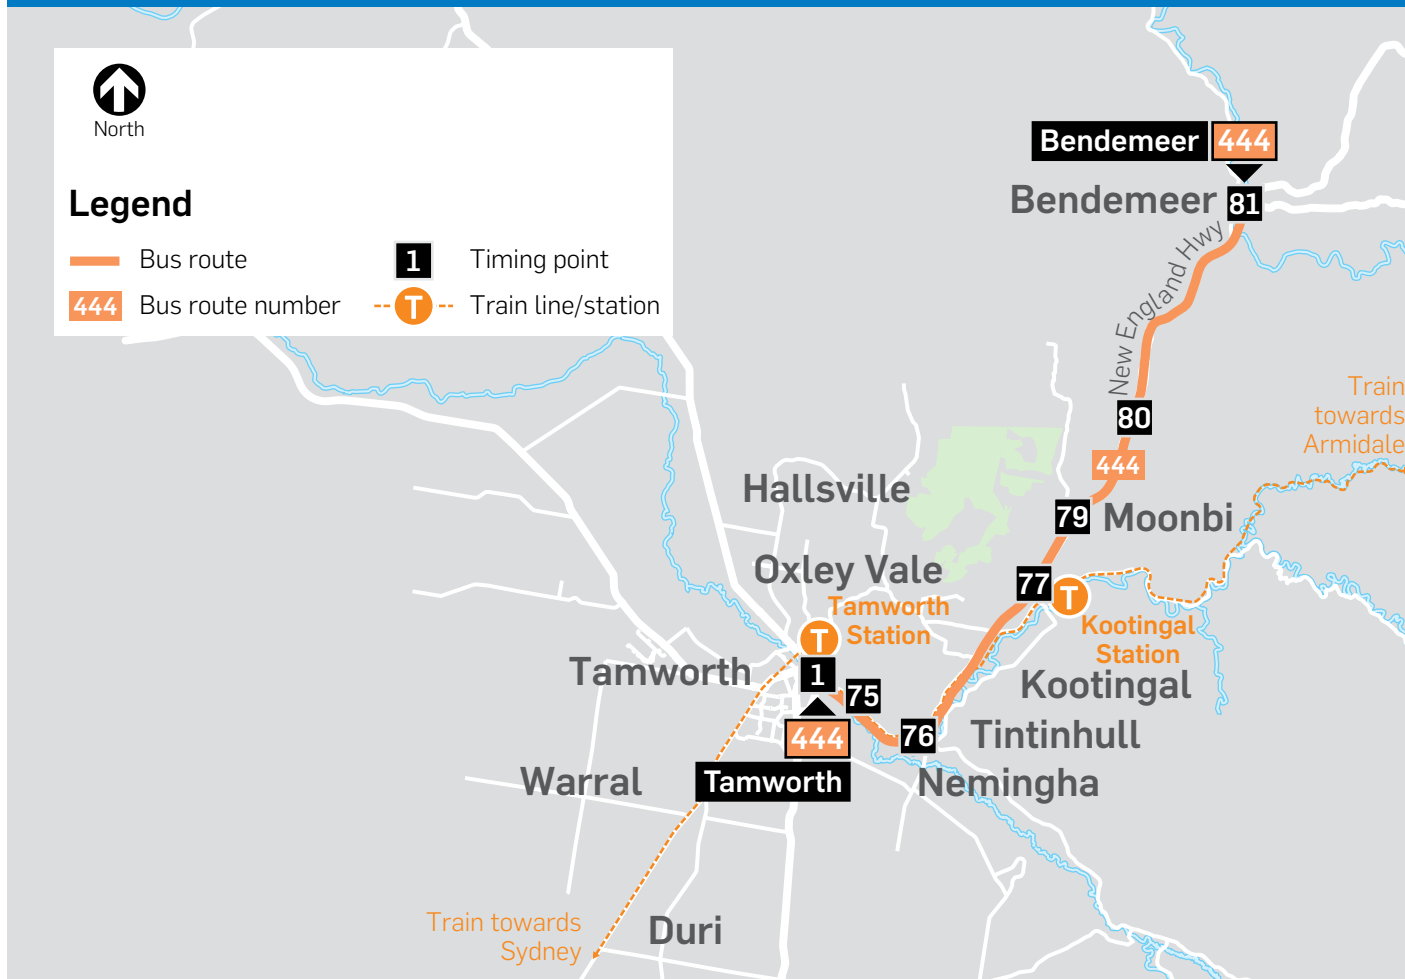 North
Legend
Bus route
1 Timing point
444 Bus route number
T Train line/station
Bendemeer 444
Bendemeer 81
New England Hwy
Train
towards
Armidale
80
444
Hallsville
79 Moonbi
Oxley Vale
77
T
Tamworth
Station
T
Kootingal
Station
Tamworth
1
75
Kootingal
444
76
Tintinhull
Warral
Tamworth
Nemingha
Train towards
Sydney
Duri